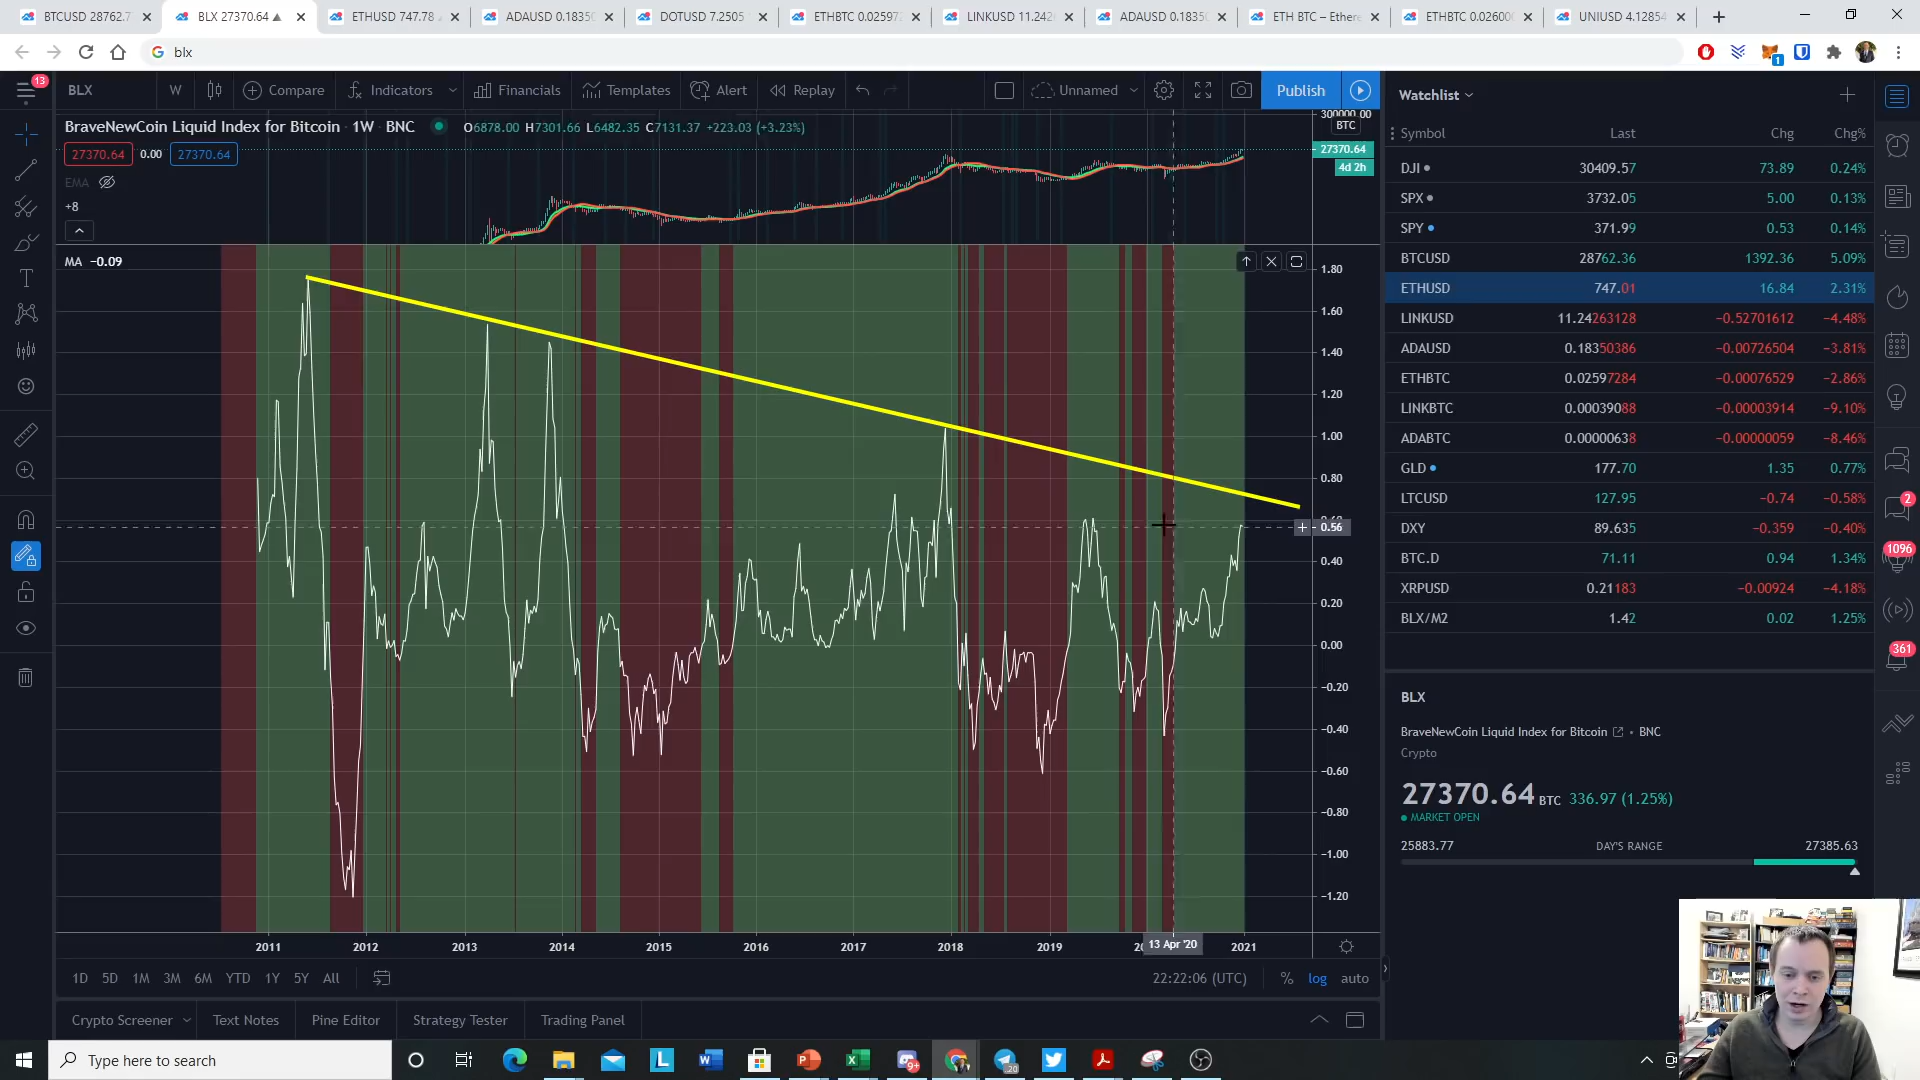 BTCUSD 28762.7
BLX 27370.64 ▲
ETHUSD 747.78
ADAUSD 0.1835
DOTUSD 7.2505
ETHBTC 0.02597
LINKUSD 11.242
ADAUSD 0.1835
ETH BTC – Ethere
ETHBTC 0.02600
UNIUSD 4.12854
blx
1
13
BLX
W
Compare
Indicators
Financials
Templates
Alert
Replay
Unnamed
Publish
BraveNewCoin Liquid Index for Bitcoin · 1W · BNC
O6878.00 H7301.66 L6482.35 C7131.37 +223.03 (+3.23%)
27370.64 0.00 27370.64
EMA
+8
MA −0.09
300000.00
BTC
27370.64
4d 2h
1.80
1.60
1.40
1.20
1.00
0.80
0.56
0.40
0.20
0.00
−0.20
−0.40
−0.60
−0.80
−1.00
−1.20
2011 2012 2013 2014 2015 2016 2017 2018 2019 13 Apr '20 2021
1D 5D 1M 3M 6M YTD 1Y 5Y All
22:22:06 (UTC) % log auto
Crypto Screener Text Notes Pine Editor Strategy Tester Trading Panel
Watchlist
Symbol Last Chg Chg%
DJI 30409.57 73.89 0.24%
SPX 3732.05 5.00 0.13%
SPY 371.99 0.53 0.14%
BTCUSD 28762.36 1392.36 5.09%
ETHUSD 747.01 16.84 2.31%
LINKUSD 11.24263128 −0.52701612 −4.48%
ADAUSD 0.18350386 −0.00726504 −3.81%
ETHBTC 0.02597284 −0.00076529 −2.86%
LINKBTC 0.00039088 −0.00003914 −9.10%
ADABTC 0.00000638 −0.00000059 −8.46%
GLD 177.70 1.35 0.77%
LTCUSD 127.95 −0.74 −0.58%
DXY 89.635 −0.359 −0.40%
BTC.D 71.11 0.94 1.34%
XRPUSD 0.21183 −0.00924 −4.18%
BLX/M2 1.42 0.02 1.25%
2
1096
361
BLX
BraveNewCoin Liquid Index for Bitcoin • BNC
Crypto
27370.64 BTC 336.97 (1.25%)
MARKET OPEN
25883.77 DAY'S RANGE 27385.63
Type here to search
9+
20